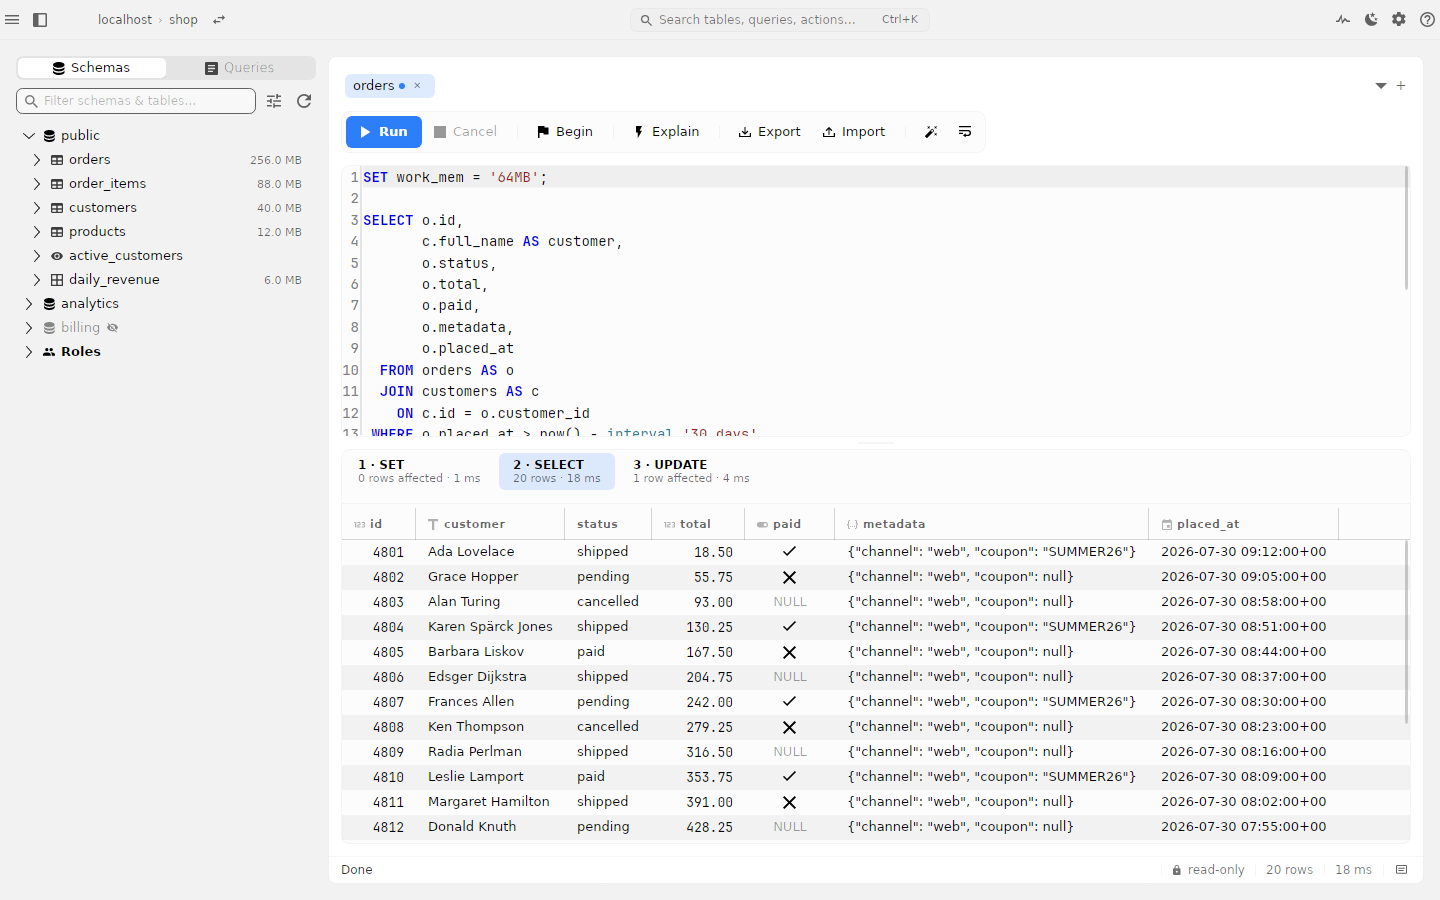 localhost › shop
Search tables, queries, actions... Ctrl+K
Schemas Queries
Filter schemas & tables...
public
orders 256.0 MB
order_items 88.0 MB
customers 40.0 MB
products 12.0 MB
active_customers
daily_revenue 6.0 MB
analytics
billing
Roles
orders
Run Cancel Begin Explain Export Import
1 SET work_mem = '64MB';
2
3 SELECT o.id,
4 c.full_name AS customer,
5 o.status,
6 o.total,
7 o.paid,
8 o.metadata,
9 o.placed_at
10 FROM orders AS o
11 JOIN customers AS c
12 ON c.id = o.customer_id
13 WHERE o.placed_at > now() - interval '30 days'
1 · SET 2 · SELECT 3 · UPDATE
0 rows affected · 1 ms 20 rows · 18 ms 1 row affected · 4 ms
123 id customer status 123 total paid {..} metadata placed_at
4801 Ada Lovelace shipped 18.50 {"channel": "web", "coupon": "SUMMER26"} 2026-07-30 09:12:00+00
4802 Grace Hopper pending 55.75 {"channel": "web", "coupon": null} 2026-07-30 09:05:00+00
4803 Alan Turing cancelled 93.00 NULL {"channel": "web", "coupon": null} 2026-07-30 08:58:00+00
4804 Karen Spärck Jones shipped 130.25 {"channel": "web", "coupon": "SUMMER26"} 2026-07-30 08:51:00+00
4805 Barbara Liskov paid 167.50 {"channel": "web", "coupon": null} 2026-07-30 08:44:00+00
4806 Edsger Dijkstra shipped 204.75 NULL {"channel": "web", "coupon": null} 2026-07-30 08:37:00+00
4807 Frances Allen pending 242.00 {"channel": "web", "coupon": "SUMMER26"} 2026-07-30 08:30:00+00
4808 Ken Thompson cancelled 279.25 {"channel": "web", "coupon": null} 2026-07-30 08:23:00+00
4809 Radia Perlman shipped 316.50 NULL {"channel": "web", "coupon": null} 2026-07-30 08:16:00+00
4810 Leslie Lamport paid 353.75 {"channel": "web", "coupon": "SUMMER26"} 2026-07-30 08:09:00+00
4811 Margaret Hamilton shipped 391.00 {"channel": "web", "coupon": null} 2026-07-30 08:02:00+00
4812 Donald Knuth pending 428.25 NULL {"channel": "web", "coupon": null} 2026-07-30 07:55:00+00
Done read-only 20 rows 18 ms